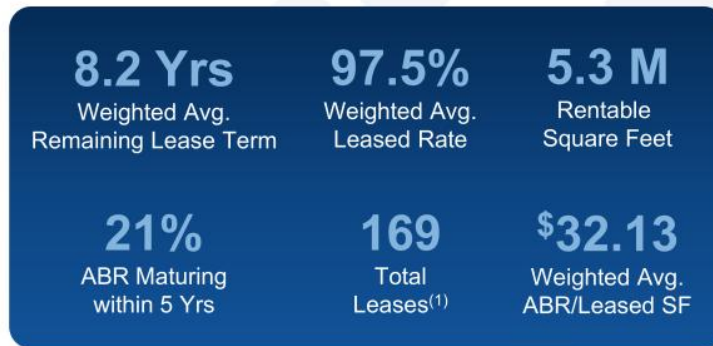 8.2 Yrs
Weighted Avg.
Remaining Lease Term
97.5%
Weighted Avg.
Leased Rate
5.3 M
Rentable
Square Feet
21%
ABR Maturing
within 5 Yrs
169
Total
Leases(1)
$32.13
Weighted Avg.
ABR/Leased SF